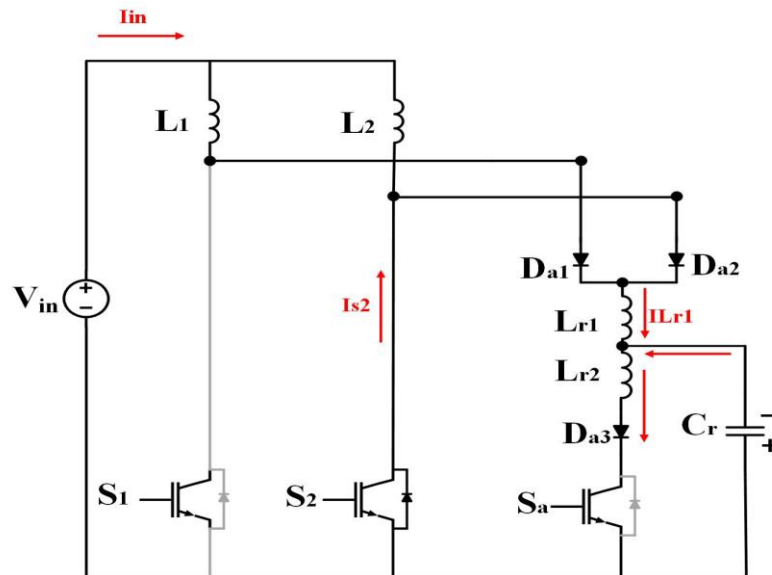 Iin
L1
L2
Da1
Da2
Vin
+
−
Is2
Lr1
ILr1
Lr2
Da3
Cr
−
+
S1
S2
Sa